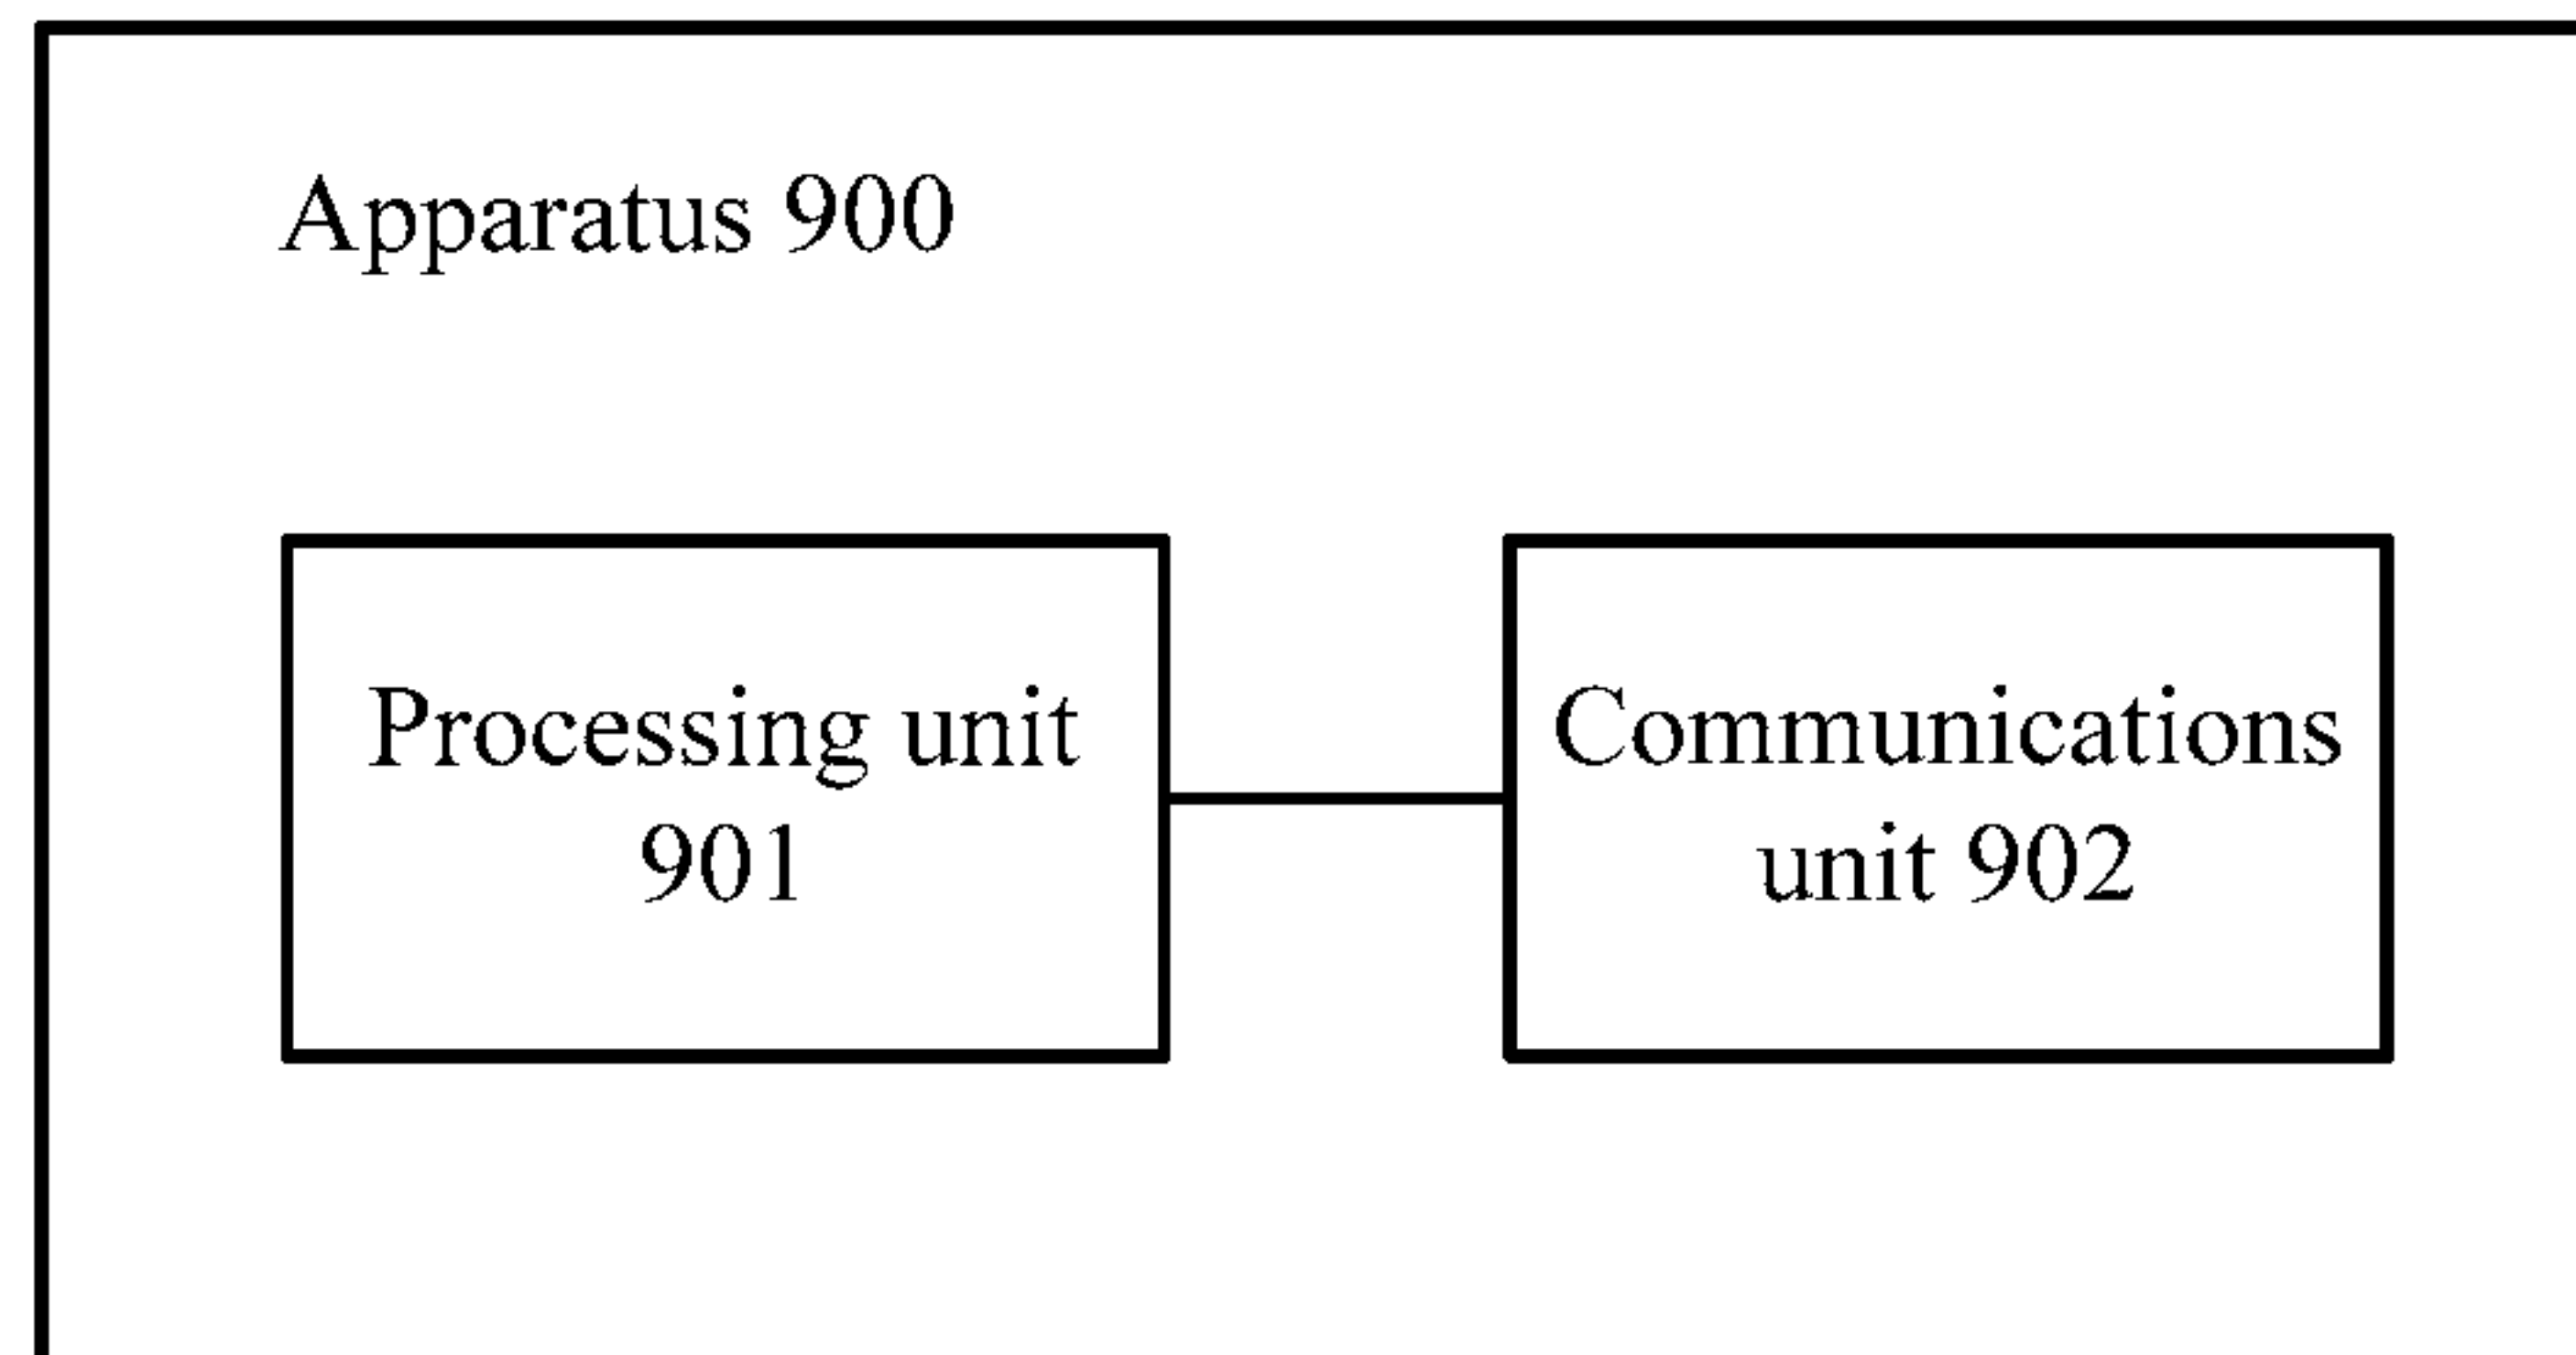 Apparatus 900
Processing unit
901
Communications
unit 902